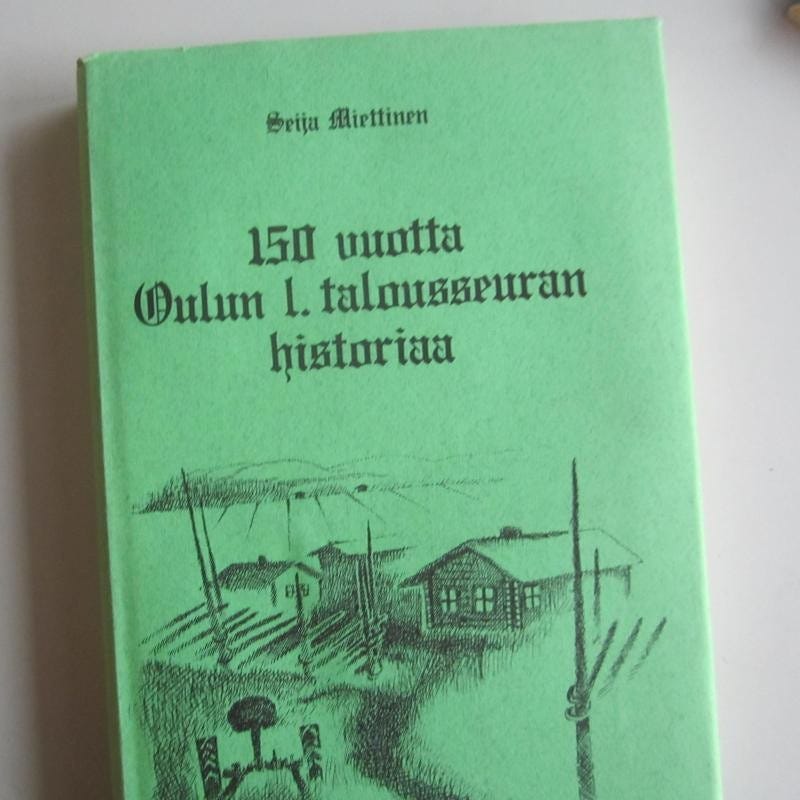 Seija Miettinen
150 vuotta
Oulun l. talousseuran
historiaa